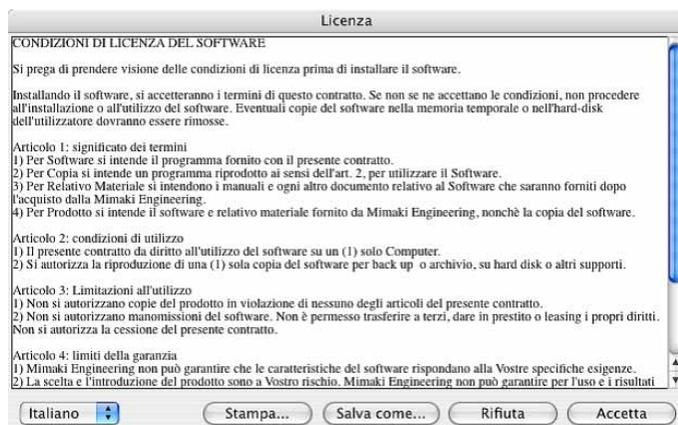 Licenza
CONDIZIONI DI LICENZA DEL SOFTWARE
Si prega di prendere visione delle condizioni di licenza prima di installare il software.
Installando il software, si accetteranno i termini di questo contratto. Se non se ne accettano le condizioni, non procedere
all'installazione o all'utilizzo del software. Eventuali copie del software nella memoria temporale o nell'hard-disk
dell'utilizzatore dovranno essere rimosse.
Articolo 1: significato dei termini
1) Per Software si intende il programma fornito con il presente contratto.
2) Per Copia si intende un programma riprodotto ai sensi dell'art. 2, per utilizzare il Software.
3) Per Relativo Materiale si intendono i manuali e ogni altro documento relativo al Software che saranno forniti dopo
l'acquisto dalla Mimaki Engineering.
4) Per Prodotto si intende il software e relativo materiale fornito da Mimaki Engineering, nonchè la copia del software.
Articolo 2: condizioni di utilizzo
1) Il presente contratto da diritto all'utilizzo del software su un (1) solo Computer.
2) Si autorizza la riproduzione di una (1) sola copia del software per back up o archivio, su hard disk o altri supporti.
Articolo 3: Limitazioni all'utilizzo
1) Non si autorizzano copie del prodotto in violazione di nessuno degli articoli del presente contratto.
2) Non si autorizzano manomissioni del software. Non è permesso trasferire a terzi, dare in prestito o leasing i propri diritti.
Non si autorizza la cessione del presente contratto.
Articolo 4: limiti della garanzia
1) Mimaki Engineering non può garantire che le caratteristiche del software rispondano alla Vostre specifiche esigenze.
2) La scelta e l'introduzione del prodotto sono a Vostro rischio. Mimaki Engineering non può garantire per l'uso e i risultati
Italiano Stampa... Salva come... Rifiuta Accetta